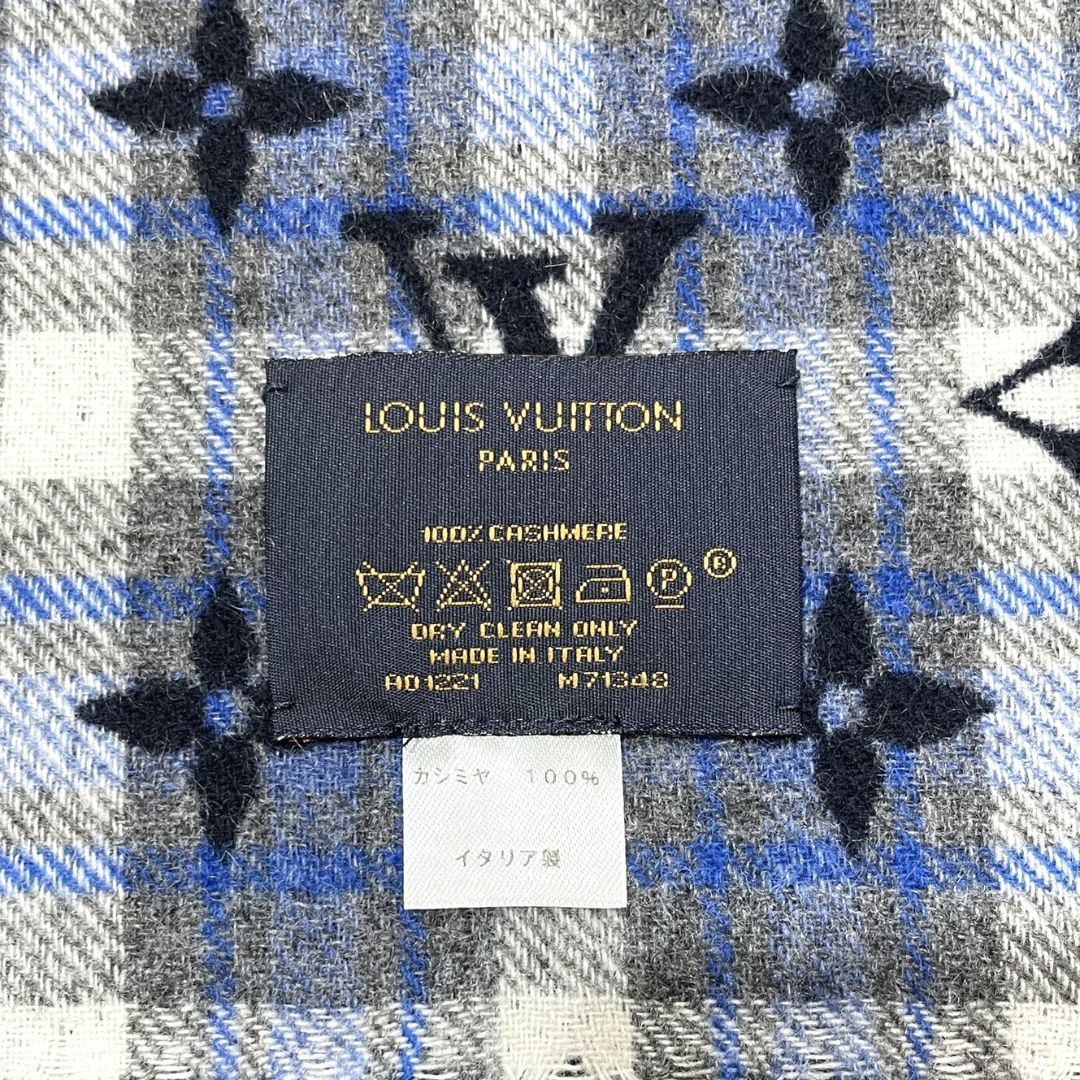 V
LOUIS VUITTON
PARIS
100% CASHMERE
P ®
DRY CLEAN ONLY
MADE IN ITALY
AD1221 M71348
カシミヤ 100%
イタリア製